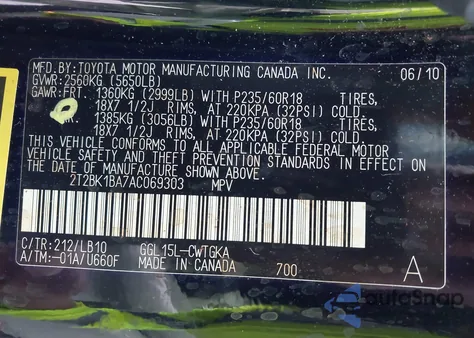 MFD.BY:TOYOTA MOTOR MANUFACTURING CANADA INC. 06/10
GVWR:2560KG (5650LB)
GAWR:FRT. 1360KG (2999LB) WITH P235/60R18 TIRES,
18X7 1/2J RIMS, AT 220KPA (32PSI) COLD.
1385KG (3056LB) WITH P235/60R18 TIRES,
18X7 1/2J RIMS, AT 220KPA (32PSI) COLD.
THIS VEHICLE CONFORMS TO ALL APPLICABLE FEDERAL MOTOR
VEHICLE SAFETY AND THEFT PREVENTION STANDARDS IN EFFECT ON
THE DATE OF MANUFACTURE SHOWN ABOVE.
2T2BK1BA7AC069303 MPV
C/TR:212/LB10 GGL15L-CWTGKA
A/TM:-01A/U660F MADE IN CANADA 700 A
autoSnap